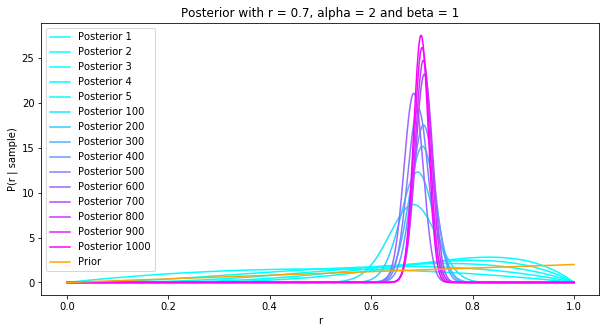 Posterior with r = 0.7, alpha = 2 and beta = 1
P(r | sample)
25
20
15
10
5
0
Posterior 1
Posterior 2
Posterior 3
Posterior 4
Posterior 5
Posterior 100
Posterior 200
Posterior 300
Posterior 400
Posterior 500
Posterior 600
Posterior 700
Posterior 800
Posterior 900
Posterior 1000
Prior
0.0 0.2 0.4 0.6 0.8 1.0
r